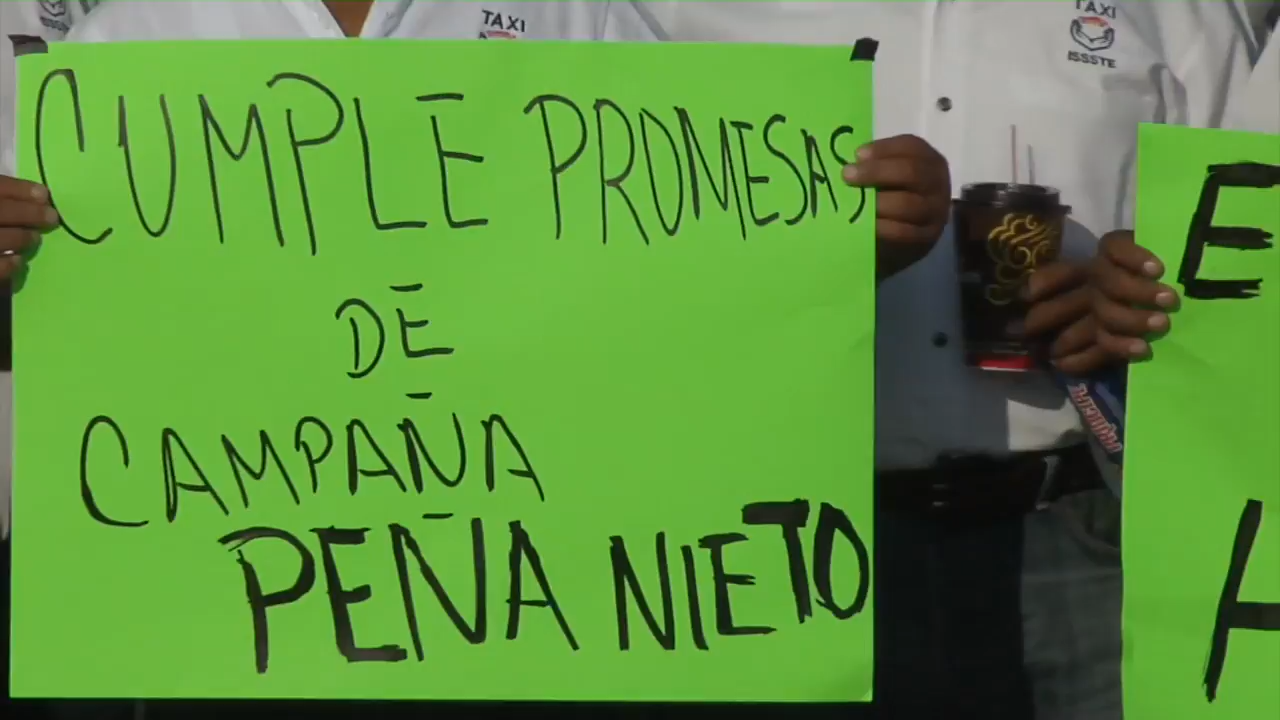 TAXI
TAXI
ISSSTE
CUMPLE PROMESAS
DE
CAMPAÑA
PEÑA NIETO
E